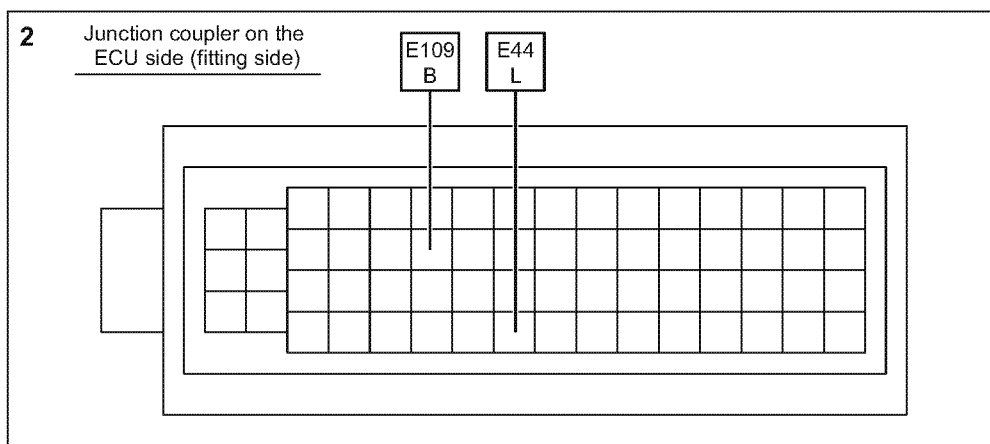 2
Junction coupler on the
ECU side (fitting side)
E109
B
E44
L